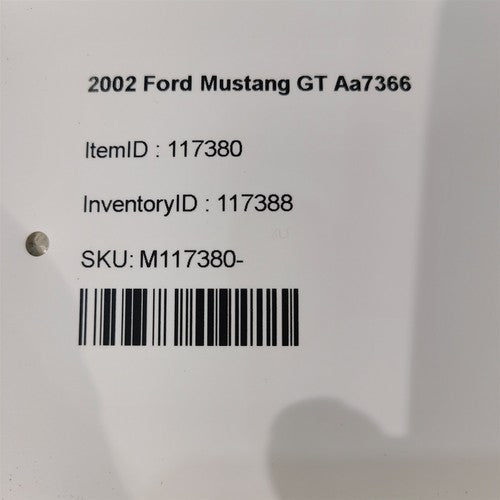 2002 Ford Mustang GT Aa7366
ItemID : 117380
InventoryID : 117388
SKU: M117380-